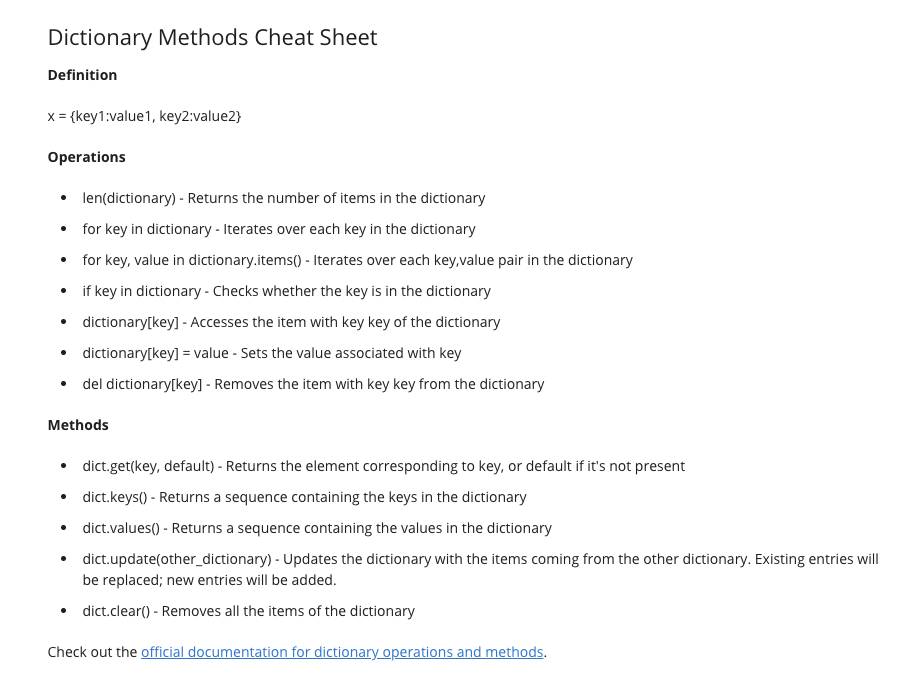 Dictionary Methods Cheat Sheet
Definition
x = {key1:value1, key2:value2}
Operations
• len(dictionary) - Returns the number of items in the dictionary
• for key in dictionary - Iterates over each key in the dictionary
• for key, value in dictionary.items() - Iterates over each key,value pair in the dictionary
• if key in dictionary - Checks whether the key is in the dictionary
• dictionary[key] - Accesses the item with key key of the dictionary
• dictionary[key] = value - Sets the value associated with key
• del dictionary[key] - Removes the item with key key from the dictionary
Methods
• dict.get(key, default) - Returns the element corresponding to key, or default if it's not present
• dict.keys() - Returns a sequence containing the keys in the dictionary
• dict.values() - Returns a sequence containing the values in the dictionary
• dict.update(other_dictionary) - Updates the dictionary with the items coming from the other dictionary. Existing entries will
be replaced; new entries will be added.
• dict.clear() - Removes all the items of the dictionary
Check out the official documentation for dictionary operations and methods.